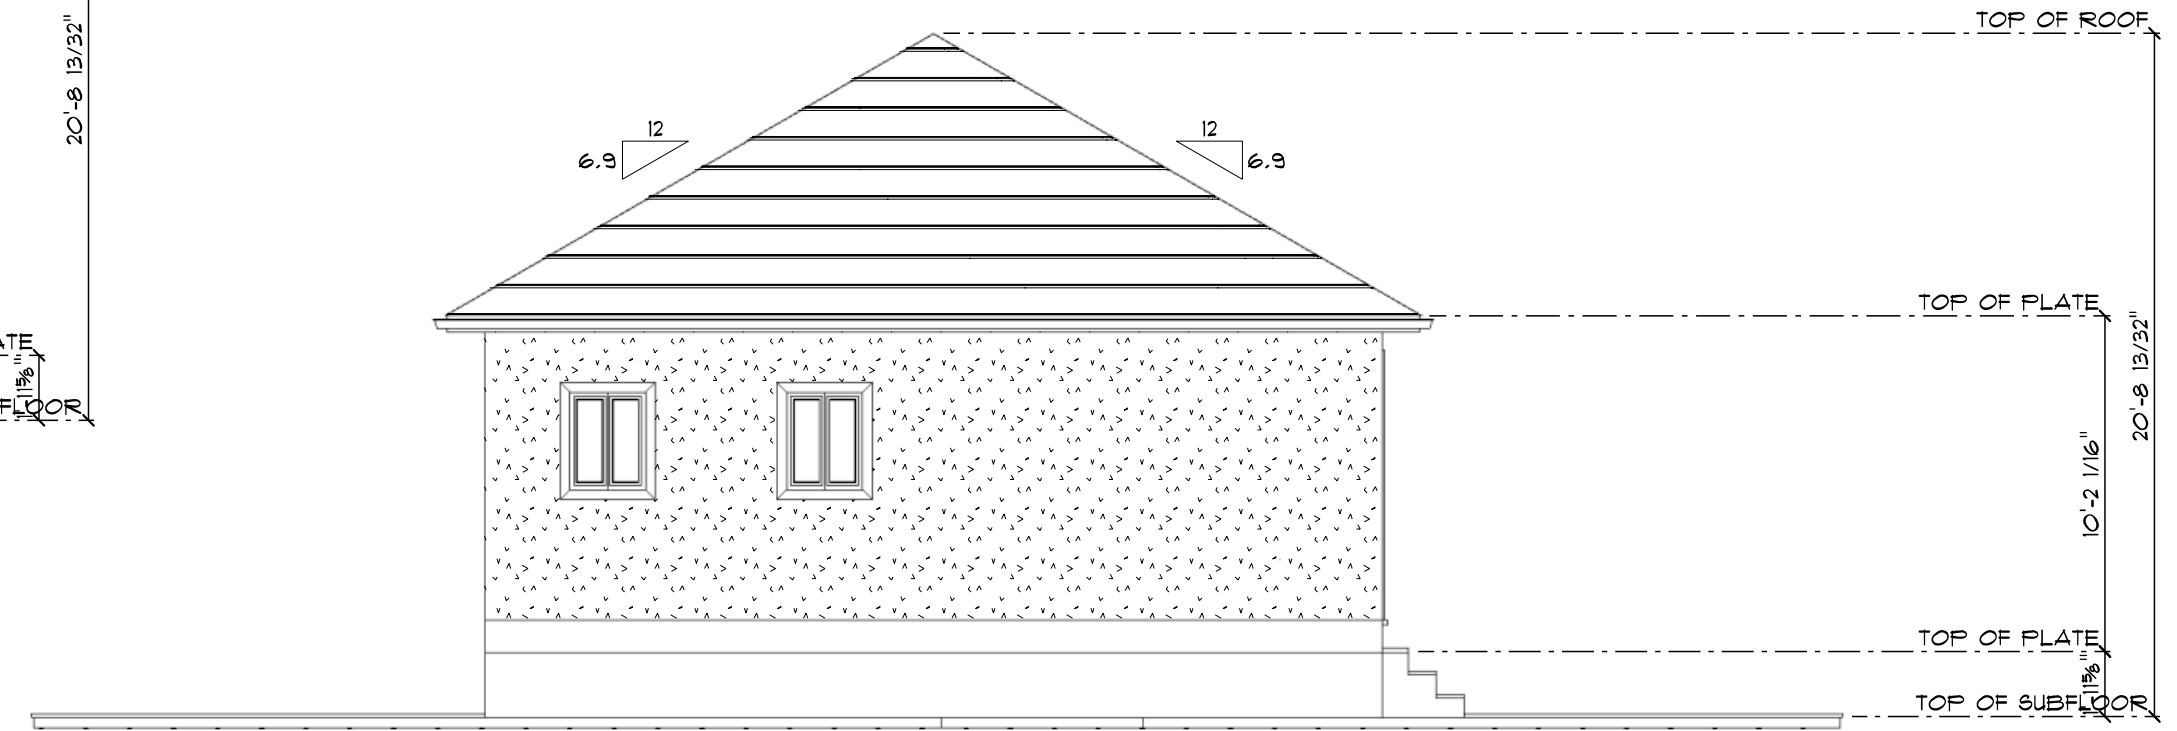 TOP OF ROOF
20'-8 13/32"
12
6.9
12
6.9
TOP OF PLATE
20'-8 13/32"
10'-2 1/16"
TOP OF PLATE
TOP OF SUBFLOOR